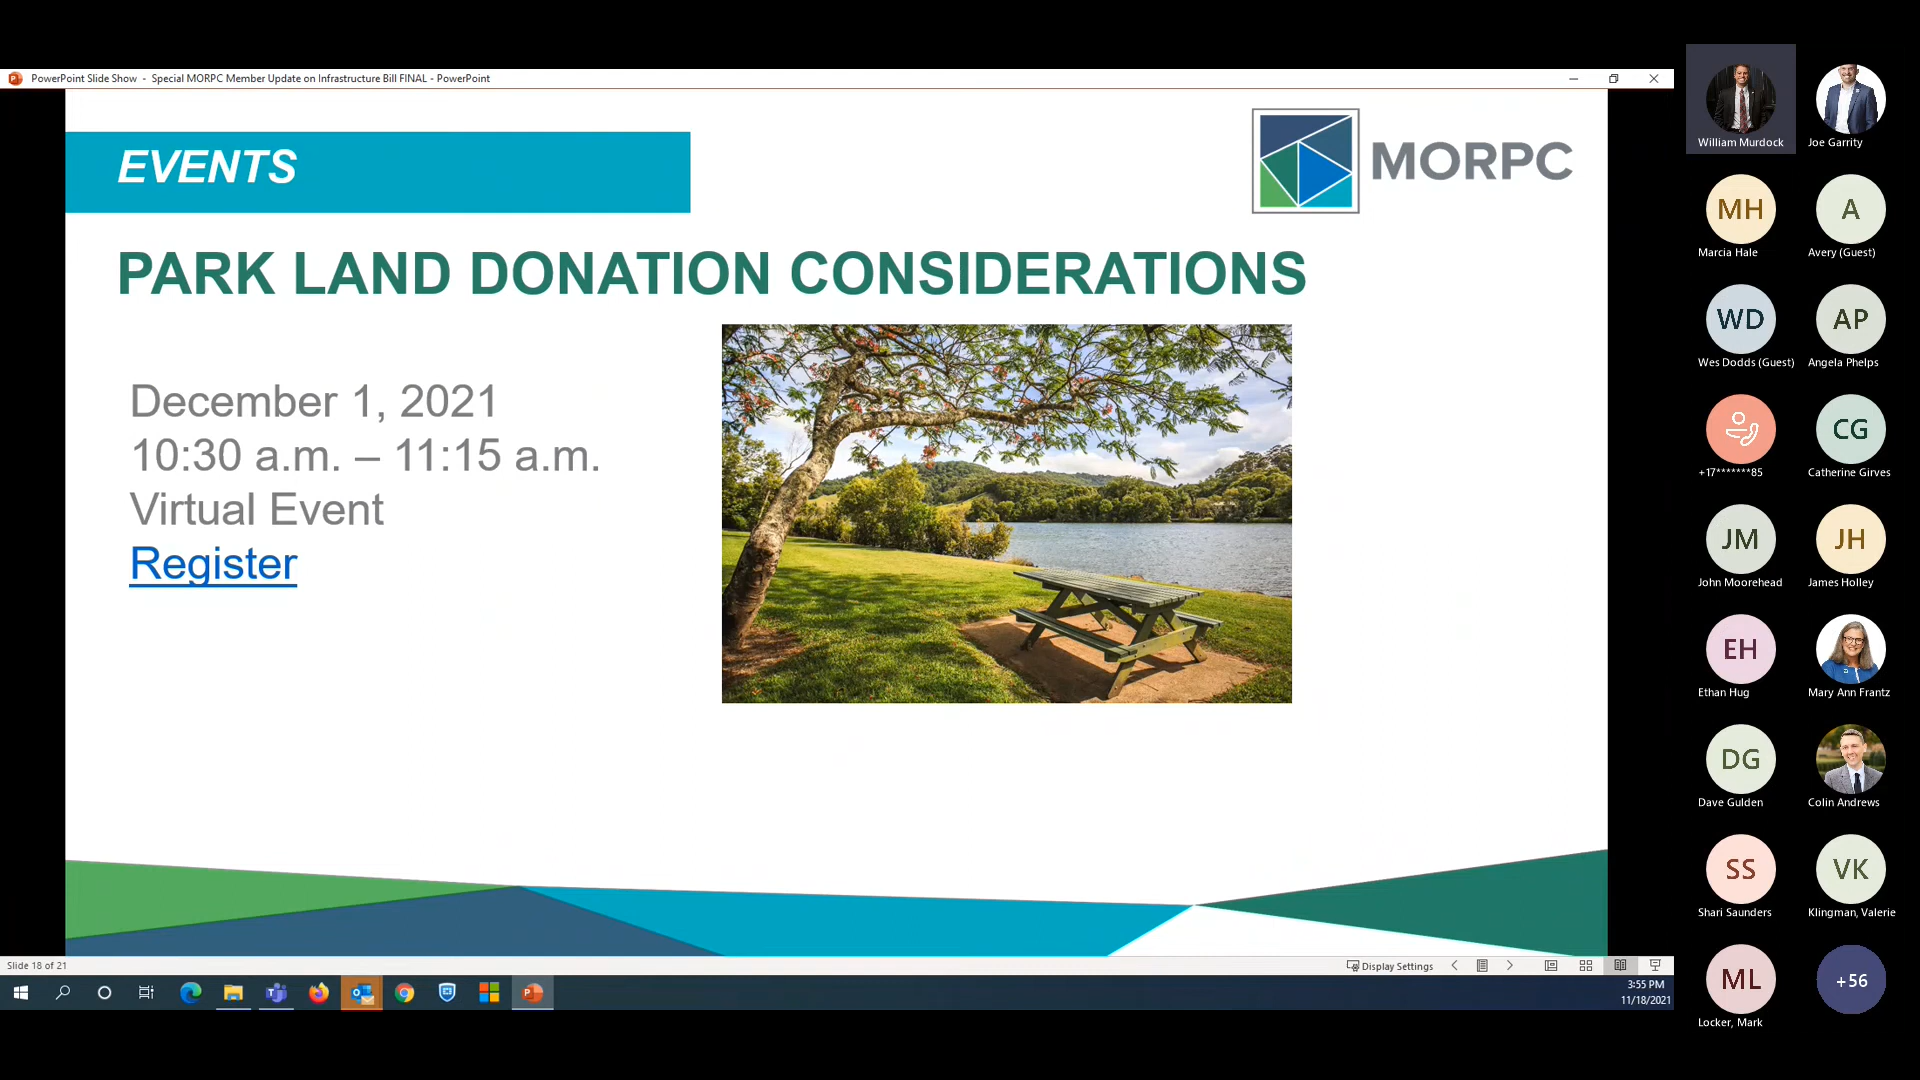 PowerPoint Slide Show - Special MORPC Member Update on Infrastructure Bill FINAL - PowerPoint
EVENTS
MORPC
PARK LAND DONATION CONSIDERATIONS
December 1, 2021
10:30 a.m. – 11:15 a.m.
Virtual Event
Register
Slide 18 of 21
Display Settings
3:55 PM
11/18/2021
William Murdock
Joe Garrity
MH
Marcia Hale
A
Avery (Guest)
WD
Wes Dodds (Guest)
AP
Angela Phelps
+17*******85
CG
Catherine Girves
JM
John Moorehead
JH
James Holley
EH
Ethan Hug
Mary Ann Frantz
DG
Dave Gulden
Colin Andrews
SS
Shari Saunders
VK
Klingman, Valerie
ML
Locker, Mark
+56